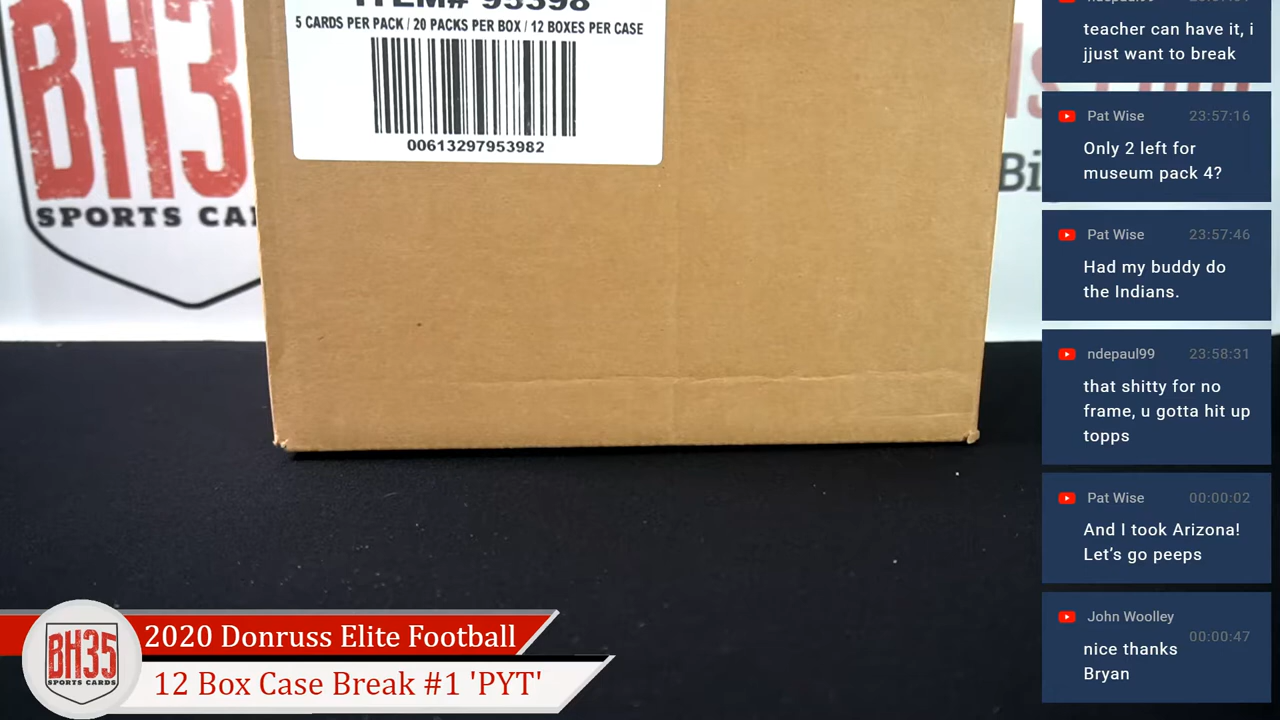 ITEM# 95398
5 CARDS PER PACK / 20 PACKS PER BOX / 12 BOXES PER CASE
00613297953982
BH3
SPORTS CA
Bi
teacher can have it, i
jjust want to break
Pat Wise 23:57:16
Only 2 left for
museum pack 4?
Pat Wise 23:57:46
Had my buddy do
the Indians.
ndepaul99 23:58:31
that shitty for no
frame, u gotta hit up
topps
Pat Wise 00:00:02
And I took Arizona!
Let's go peeps
John Woolley 00:00:47
nice thanks
Bryan
BH35
SPORTS CARDS
2020 Donruss Elite Football
12 Box Case Break #1 'PYT'